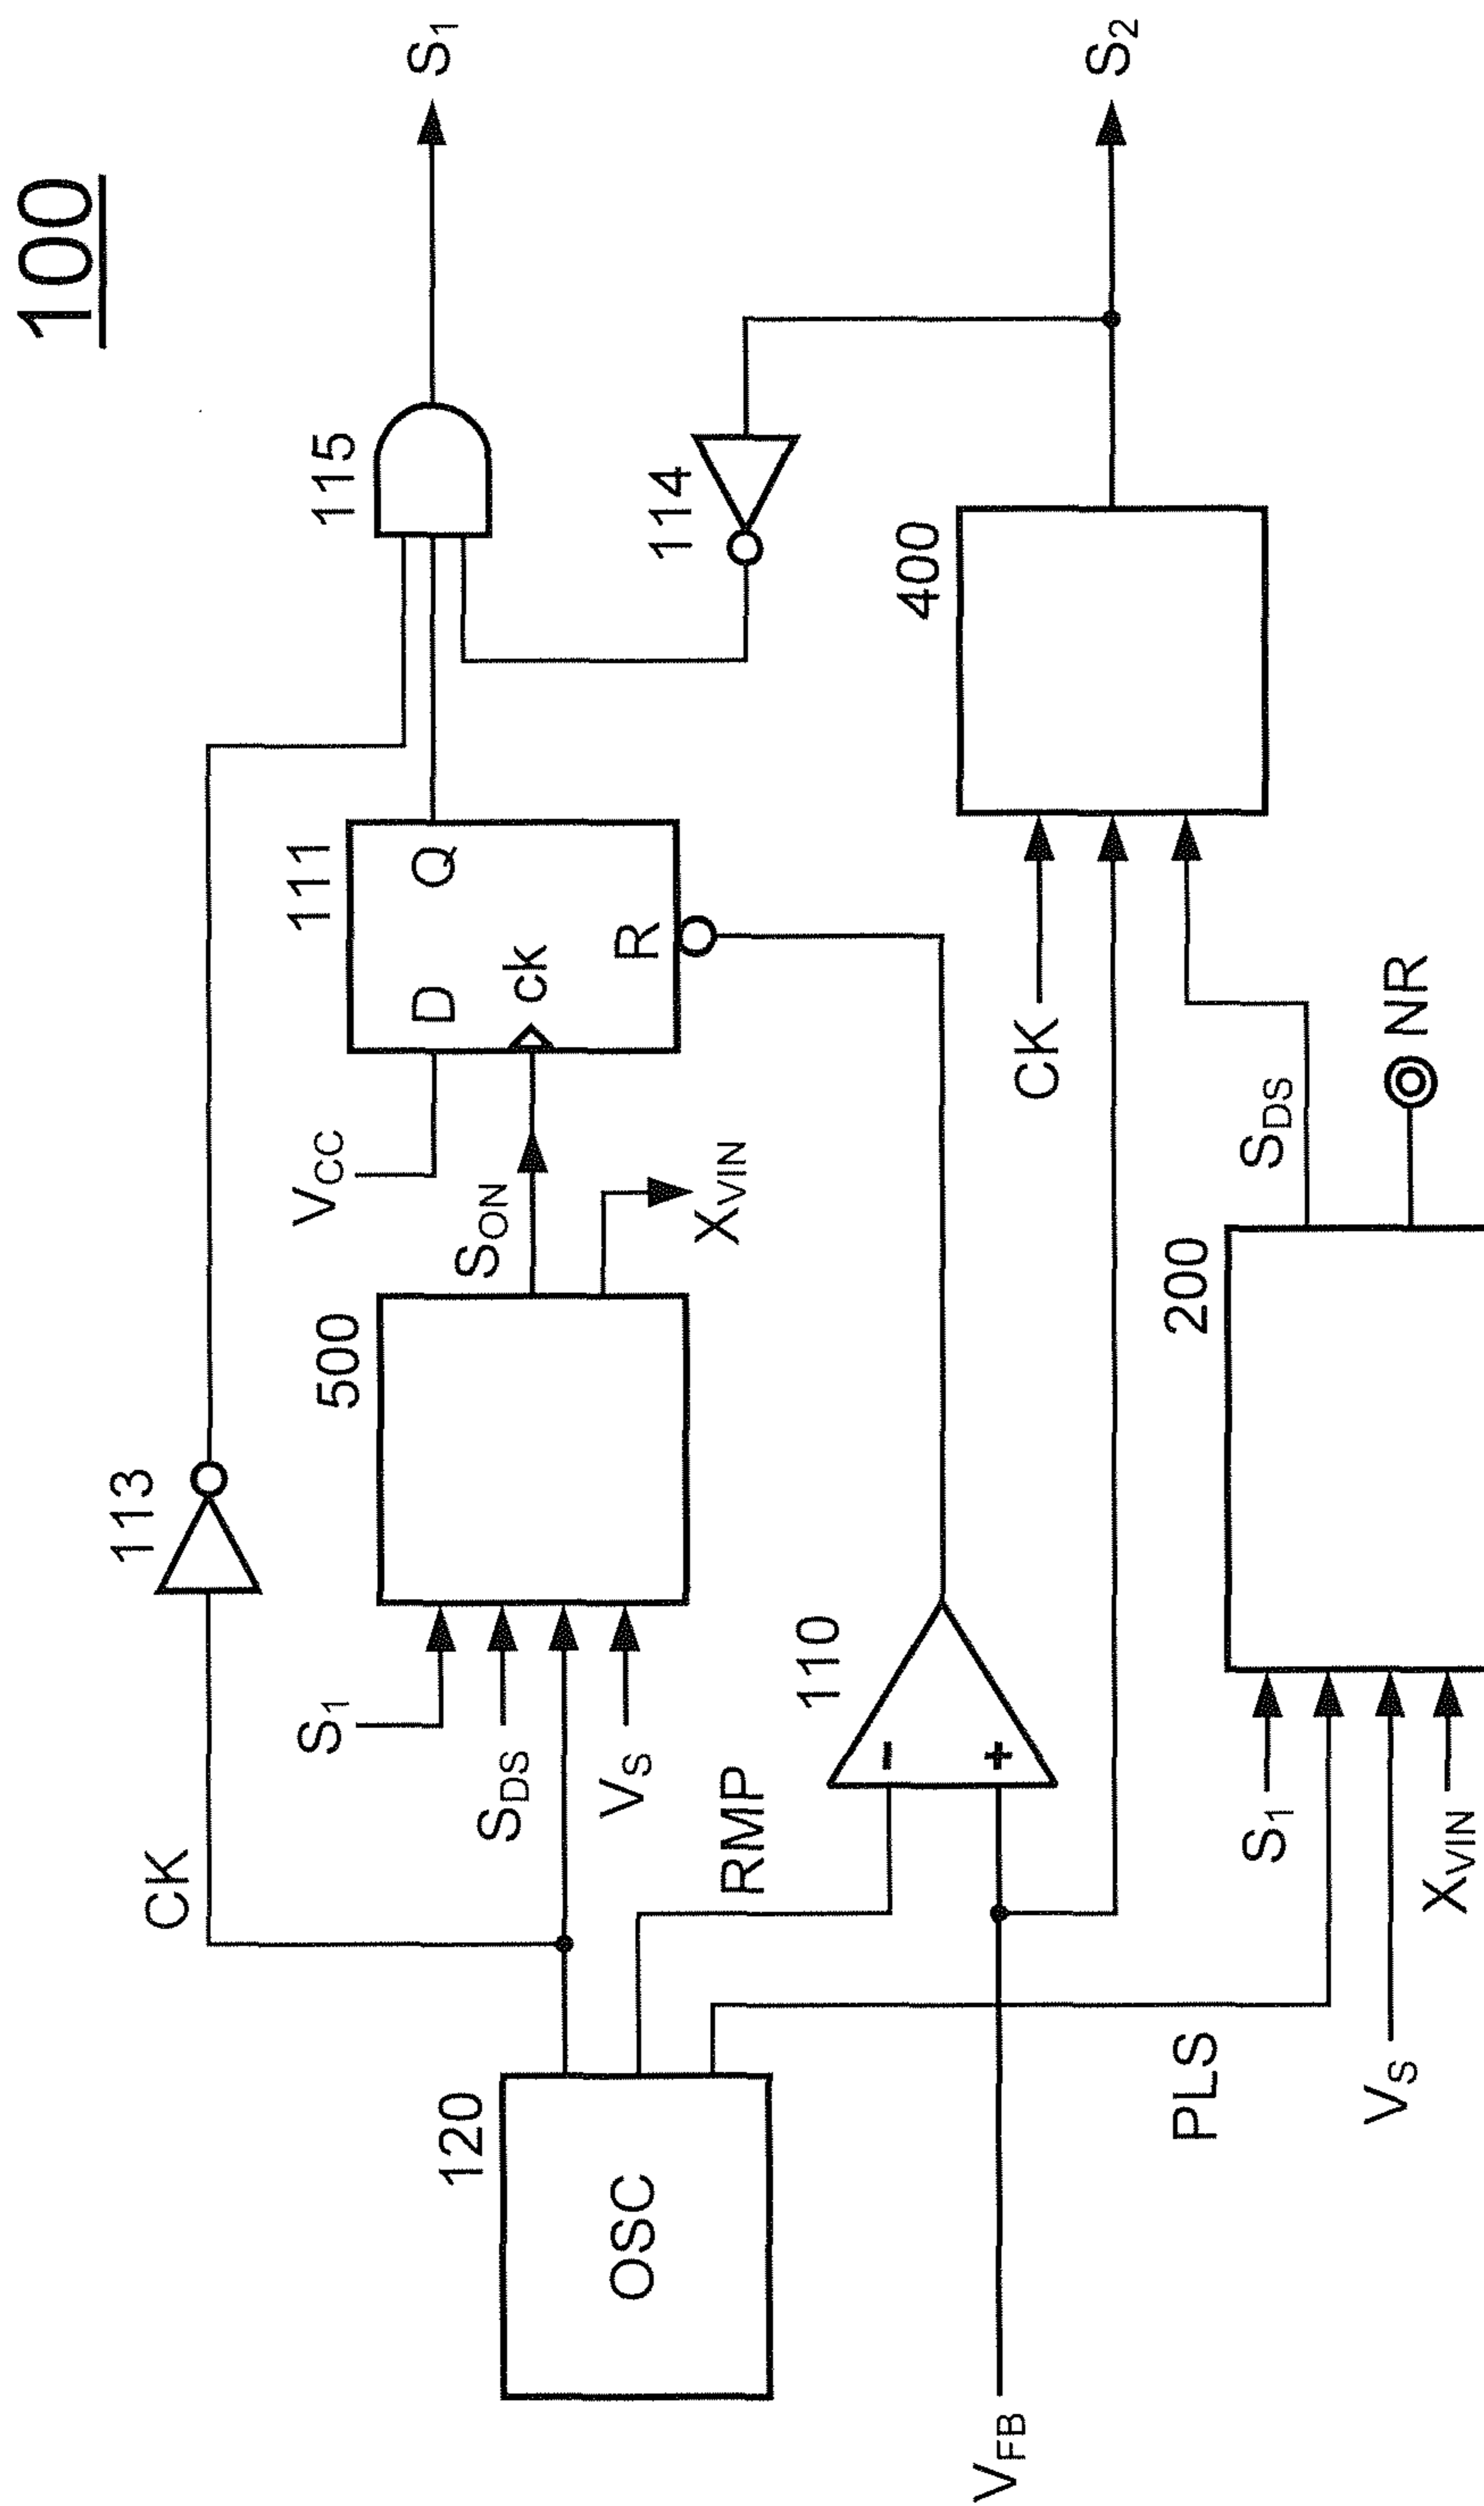 100
S1
S2
115
114
113
CK
111
D
Q
ck
R
VCC
500
SON
XVIN
S1
SDS
VS
400
CK
120
OSC
RMP
110
-
+
PLS
VFB
200
SDS
NR
S1
VS
XVIN